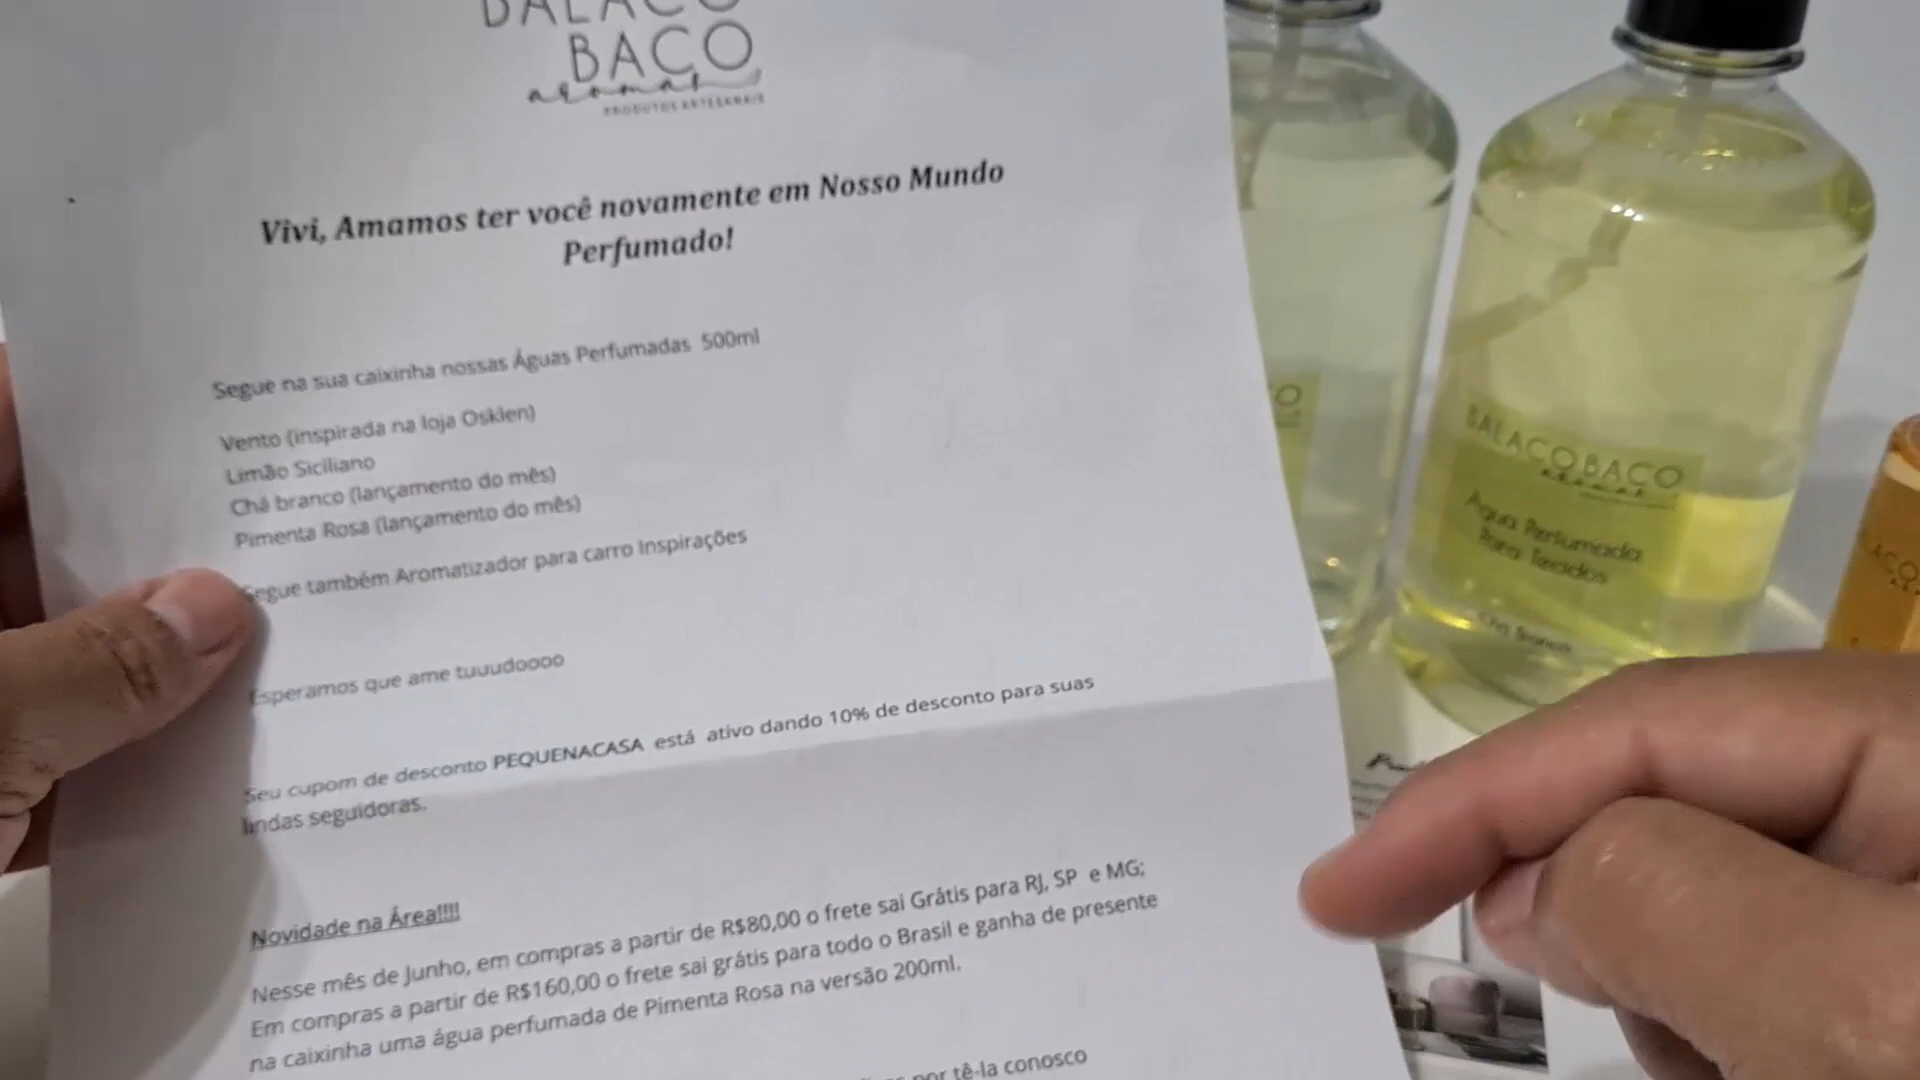 BALACO
BACO
aromas
PRODUTOS ARTESANAIS
Vivi, Amamos ter você novamente em Nosso Mundo
Perfumado!
Segue na sua caixinha nossas Águas Perfumadas 500ml
Vento (inspirada na loja Osklen)
Limão Siciliano
Chá branco (lançamento do mês)
Pimenta Rosa (lançamento do mês)
Segue também Aromatizador para carro Inspirações
Esperamos que ame tuuudoooo
Seu cupom de desconto PEQUENACASA está ativo dando 10% de desconto para suas
lindas seguidoras.
Novidade na Área!!!!
Nesse mês de Junho, em compras a partir de R$80,00 o frete sai Grátis para RJ, SP e MG;
Em compras a partir de R$160,00 o frete sai grátis para todo o Brasil e ganha de presente
na caixinha uma água perfumada de Pimenta Rosa na versão 200ml.
por tê-la conosco
BALACOBACO
aromas
Água Perfumada
Para Tecidos
Chá Branco